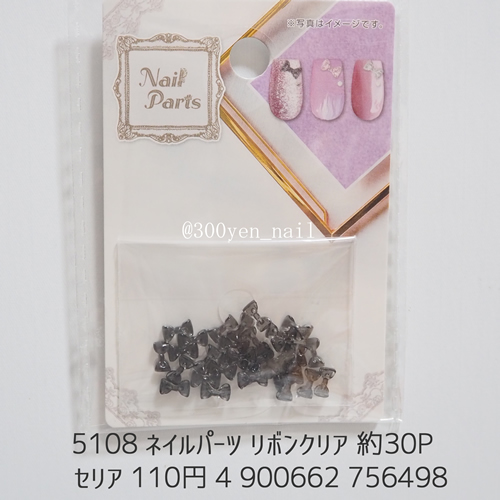 ※写真はイメージです。
Nail
Parts
@300yen_nail
5108 ネイルパーツ リボンクリア 約30P
セリア 110円 4 900662 756498